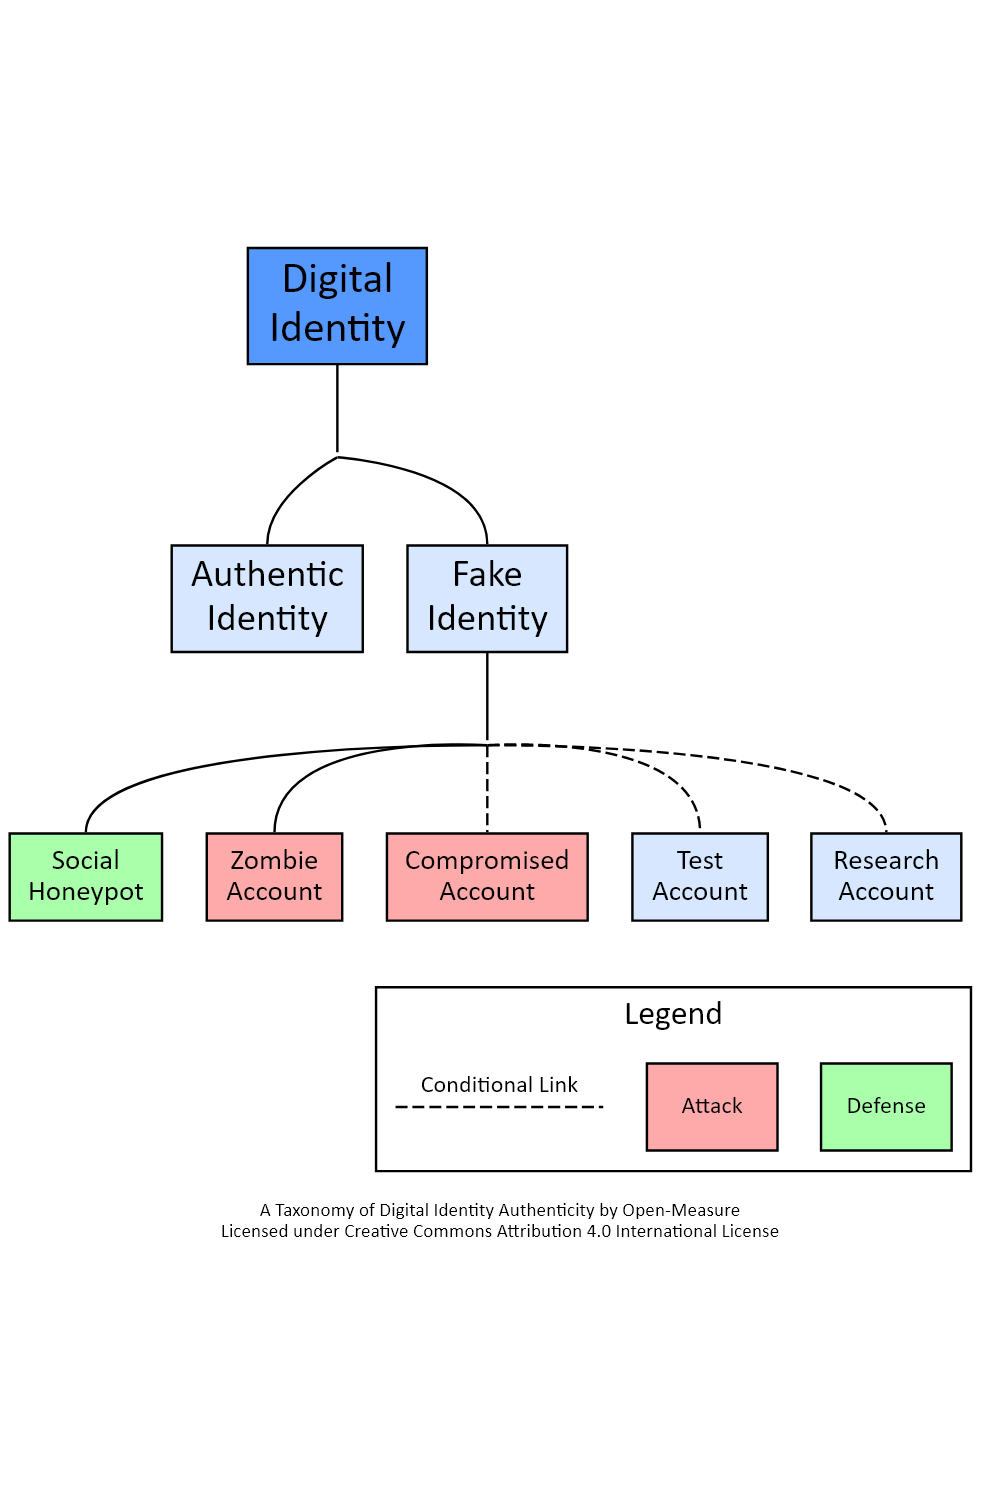 Digital
Identity
Authentic
Identity
Fake
Identity
Social
Honeypot
Zombie
Account
Compromised
Account
Test
Account
Research
Account
Legend
Conditional Link
Attack
Defense
A Taxonomy of Digital Identity Authenticity by Open-Measure
Licensed under Creative Commons Attribution 4.0 International License